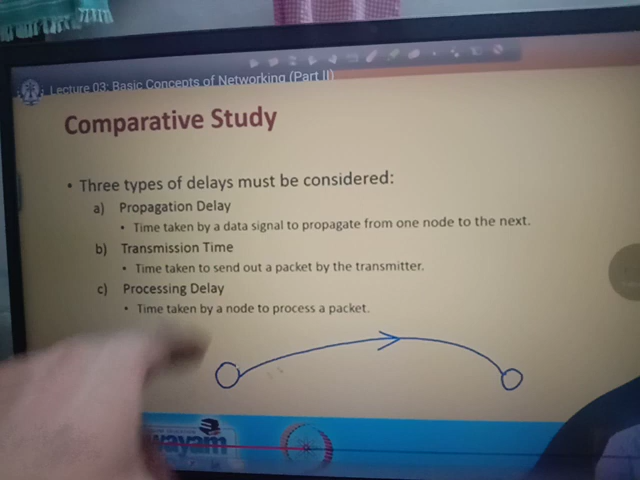 Lecture 03: Basic Concepts of Networking (Part II)
Comparative Study
• Three types of delays must be considered:
a) Propagation Delay
• Time taken by a data signal to propagate from one node to the next.
b) Transmission Time
• Time taken to send out a packet by the transmitter.
c) Processing Delay
• Time taken by a node to process a packet.
wayam